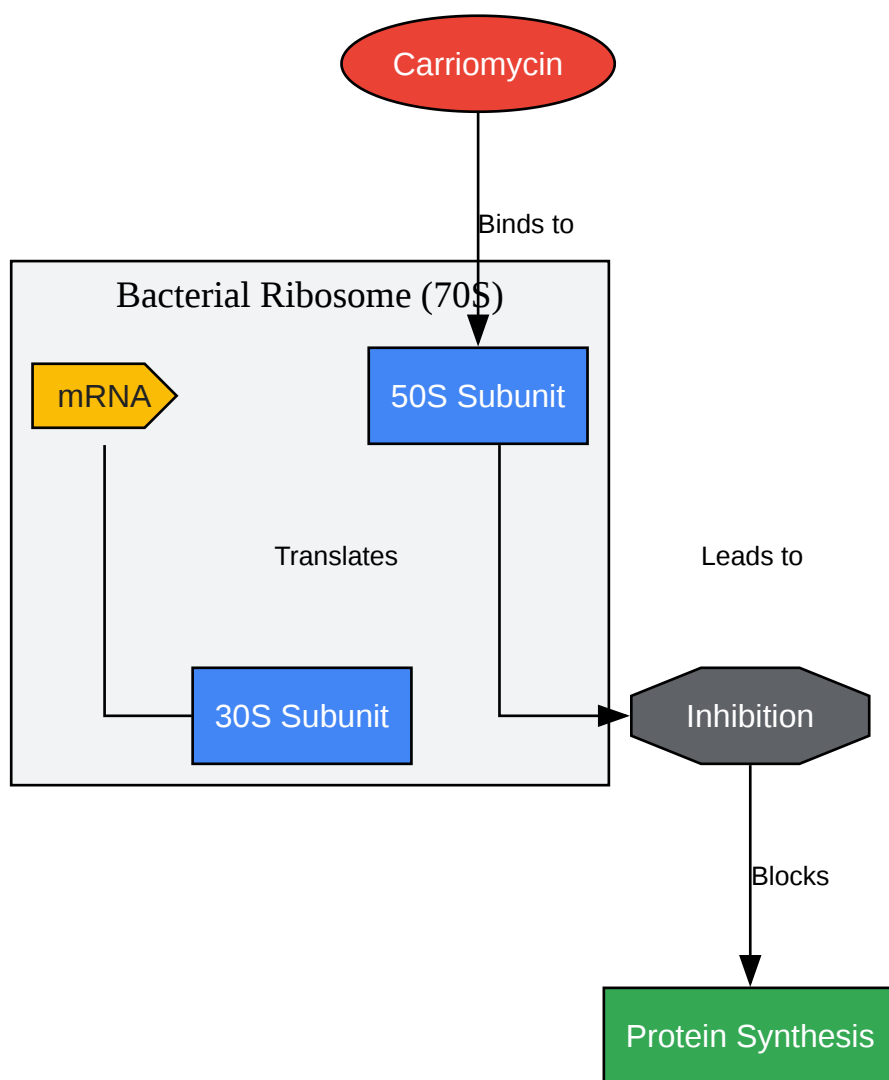 Carriomycin
Binds to
Bacterial Ribosome (70S)
mRNA
50S Subunit
Translates
Leads to
30S Subunit
Inhibition
Blocks
Protein Synthesis